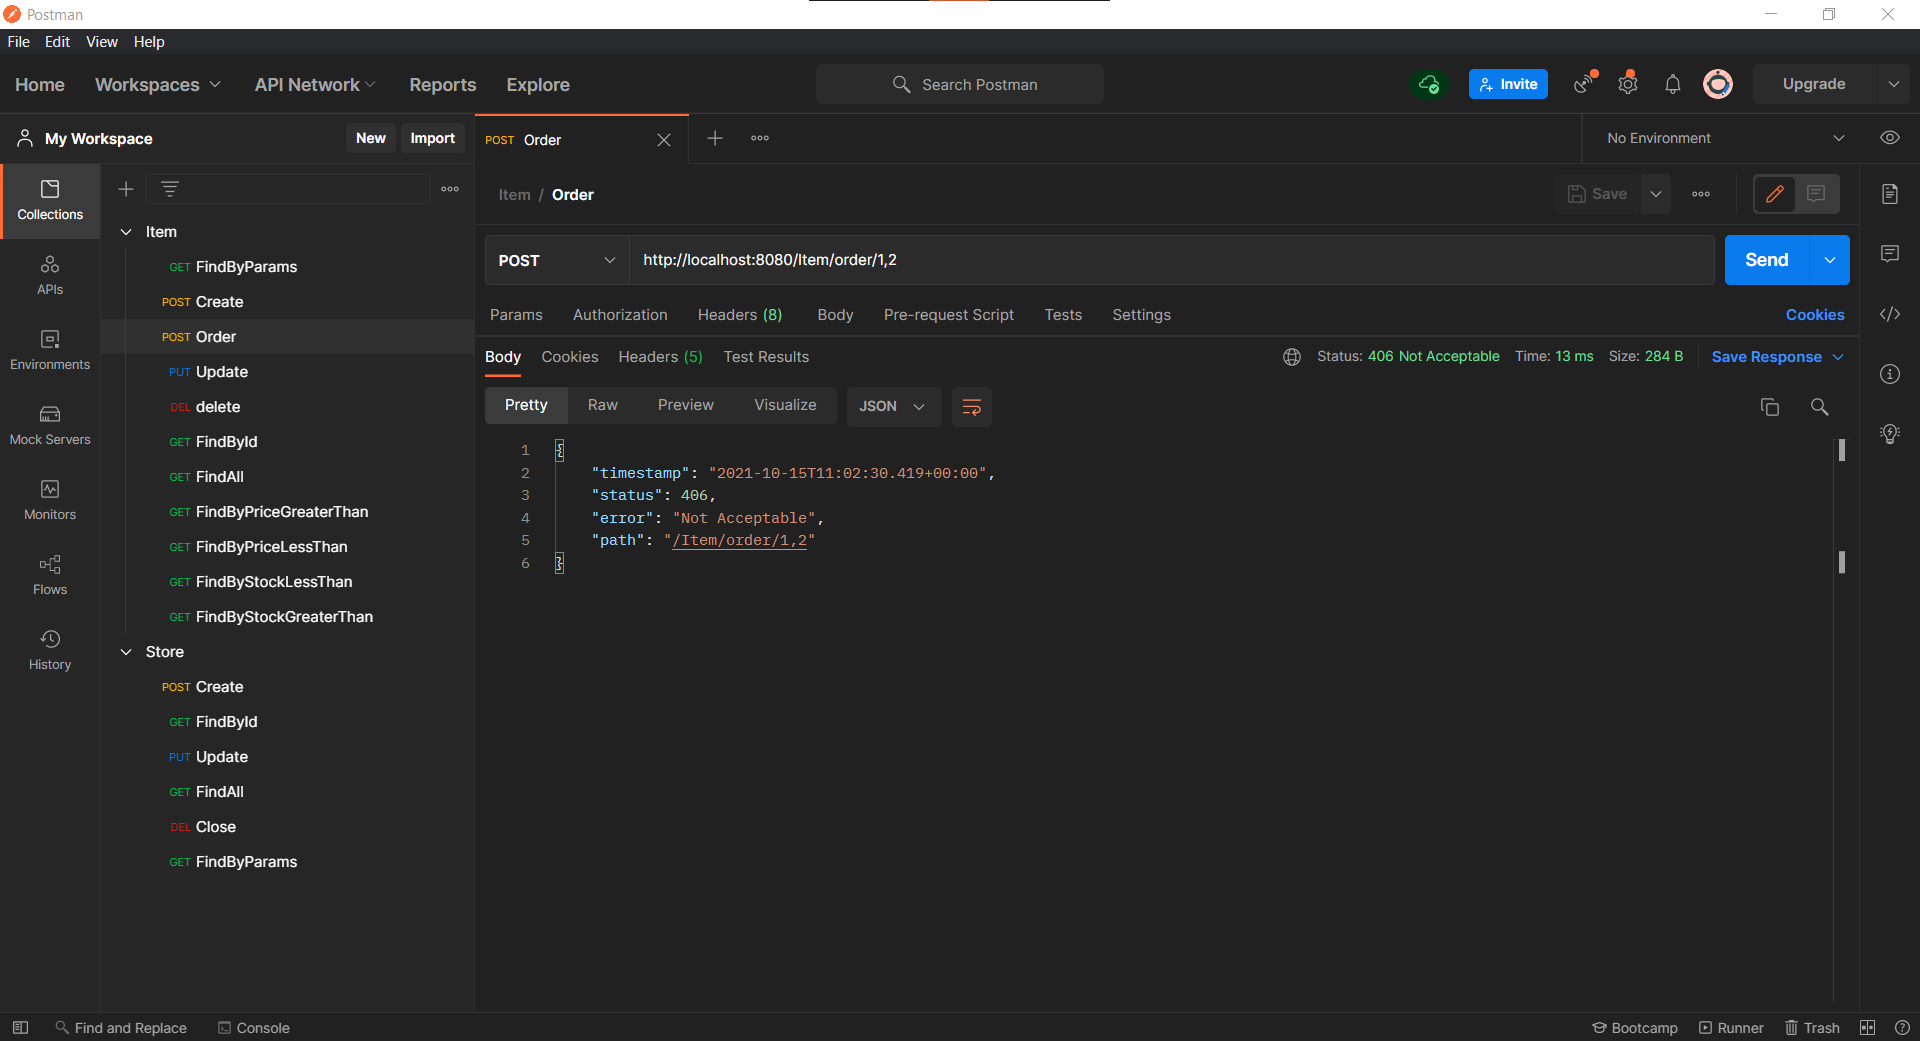 Postman
File Edit View Help
Home Workspaces API Network Reports Explore Search Postman Invite Upgrade
My Workspace New Import POST Order No Environment
Item / Order Save
Collections
APIs
Environments
Mock Servers
Monitors
Flows
History
Item
GET FindByParams
POST Create
POST Order
PUT Update
DEL delete
GET FindById
GET FindAll
GET FindByPriceGreaterThan
GET FindByPriceLessThan
GET FindByStockLessThan
GET FindByStockGreaterThan
Store
POST Create
GET FindById
PUT Update
GET FindAll
DEL Close
GET FindByParams
POST http://localhost:8080/Item/order/1,2 Send
Params Authorization Headers (8) Body Pre-request Script Tests Settings Cookies
Body Cookies Headers (5) Test Results Status: 406 Not Acceptable Time: 13 ms Size: 284 B Save Response
Pretty Raw Preview Visualize JSON
1 {
2 "timestamp": "2021-10-15T11:02:30.419+00:00",
3 "status": 406,
4 "error": "Not Acceptable",
5 "path": "/Item/order/1,2"
6 }
Find and Replace Console Bootcamp Runner Trash